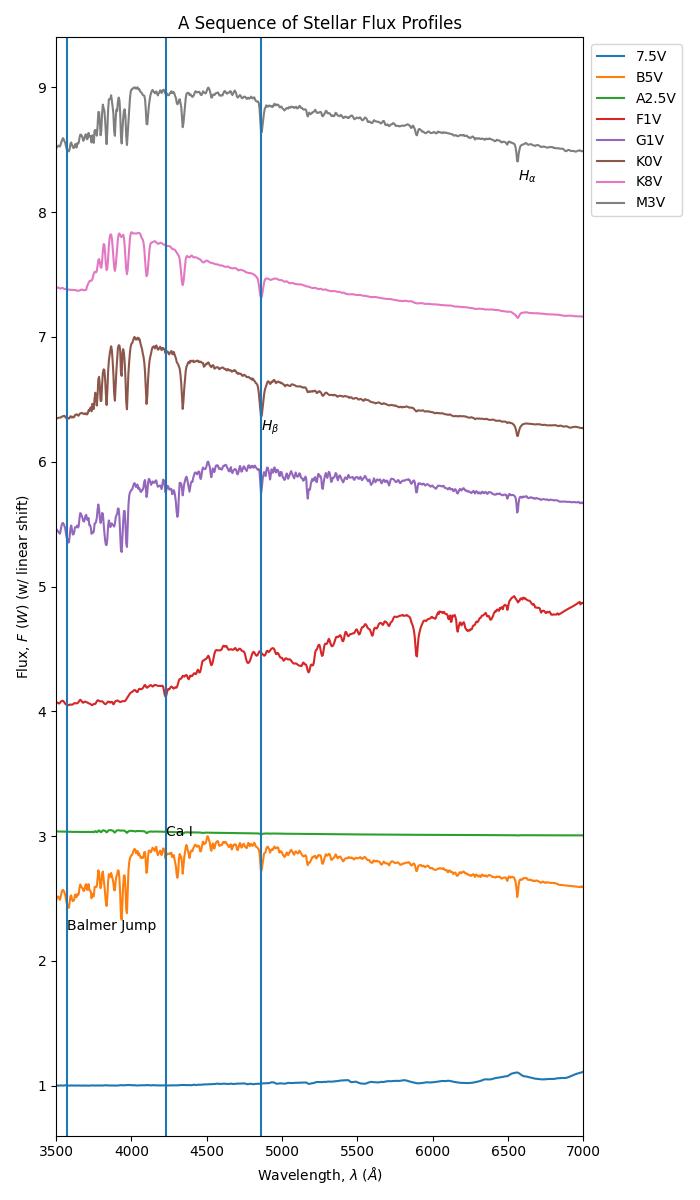 A Sequence of Stellar Flux Profiles
7.5V
B5V
A2.5V
F1V
G1V
K0V
K8V
M3V
9
8
7
6
5
4
3
2
1
Flux, F (W) (w/ linear shift)
H_α
H_β
Ca I
Balmer Jump
3500 4000 4500 5000 5500 6000 6500 7000
Wavelength, λ (Å)